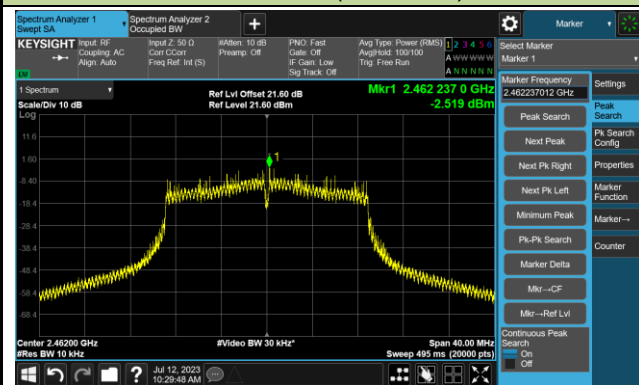 Spectrum Analyzer 1
Swept SA
Spectrum Analyzer 2
Occupied BW
+
Marker
KEYSIGHT
Input: RF
Coupling: AC
Align: Auto
Input Z: 50 Ω
Corr CCorr
Freq Ref: Int (S)
#Atten: 10 dB
Preamp: Off
PNO: Fast
Gate: Off
IF Gain: Low
Sig Track: Off
Avg Type: Power (RMS)
Avg|Hold: 100/100
Trig: Free Run
1 2 3 4 5 6
A W W W W W
A N N N N N
Select Marker
Marker 1
1 Spectrum
Scale/Div 10 dB
Log
Ref Lvl Offset 21.60 dB
Ref Level 21.60 dBm
Mkr1 2.462 237 0 GHz
-2.519 dBm
11.6
1.60
-8.40
-18.4
-28.4
-38.4
-48.4
-58.4
-68.4
1
Center 2.46200 GHz
#Res BW 10 kHz
#Video BW 30 kHz*
Span 40.00 MHz
Sweep 495 ms (20000 pts)
Marker Frequency
2.462237012 GHz
Peak Search
Next Peak
Next Pk Right
Next Pk Left
Minimum Peak
Pk-Pk Search
Marker Delta
Mkr→CF
Mkr→Ref Lvl
Continuous Peak
Search
On
Off
Settings
Peak
Search
Pk Search
Config
Properties
Marker
Function
Marker→
Counter
?
Jul 12, 2023
10:29:48 AM